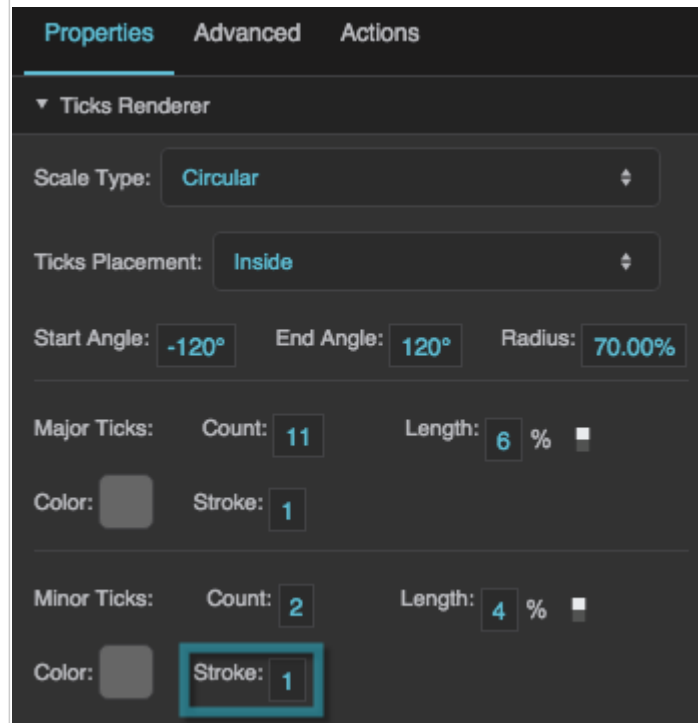 Properties Advanced Actions
Ticks Renderer
Scale Type: Circular
Ticks Placement: Inside
Start Angle: -120° End Angle: 120° Radius: 70.00%
Major Ticks: Count: 11 Length: 6 %
Color: Stroke: 1
Minor Ticks: Count: 2 Length: 4 %
Color: Stroke: 1